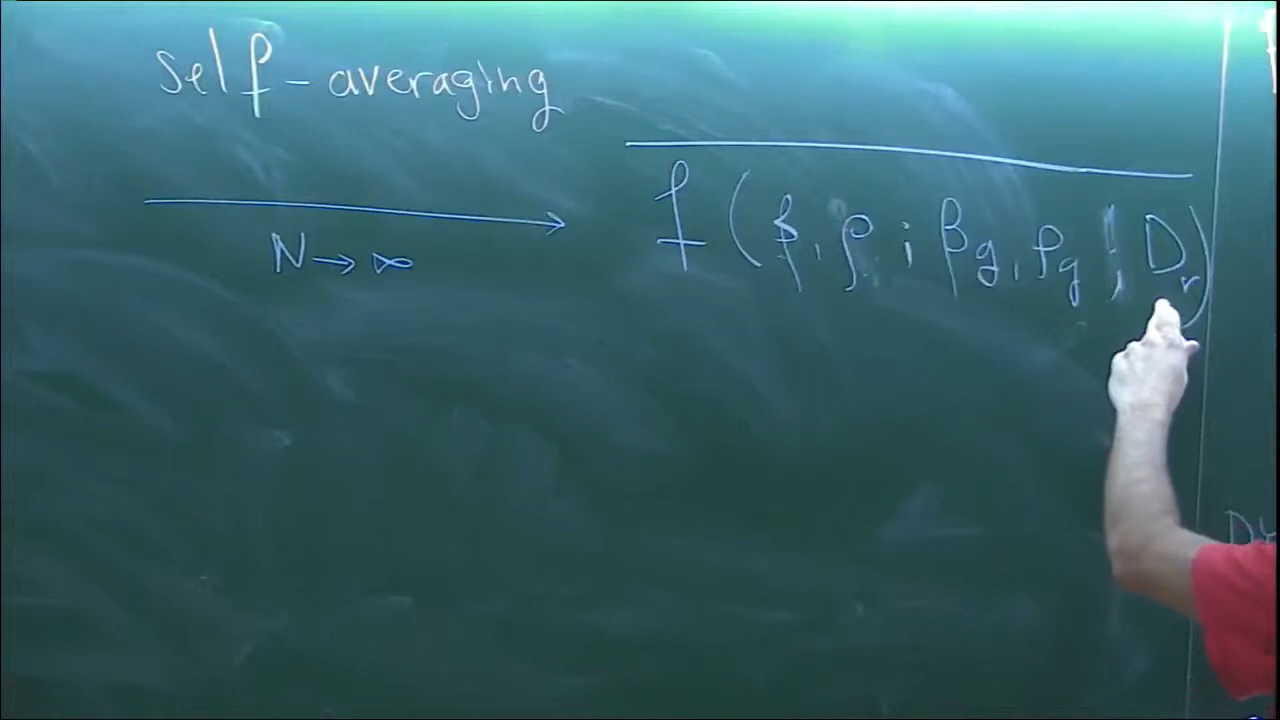 self-averaging
N → ∞
f (β, ρ ; β_g, ρ_g ; D_r)